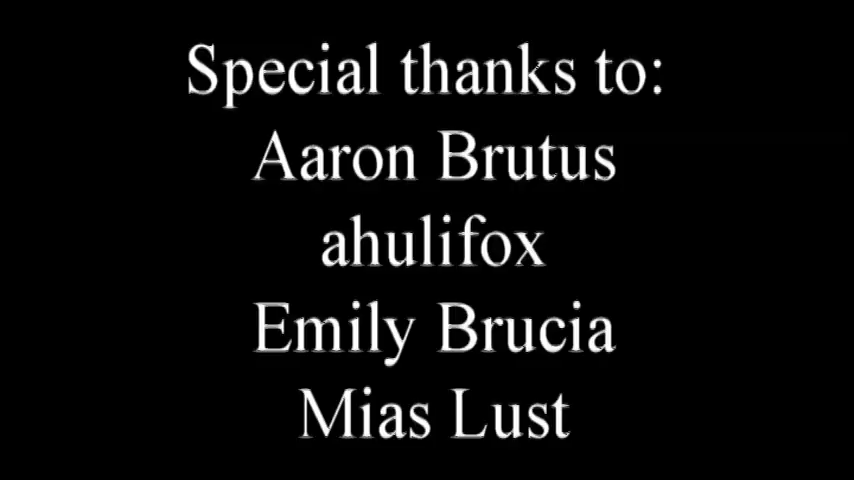 Special thanks to:
Aaron Brutus
ahulifox
Emily Brucia
Mias Lust